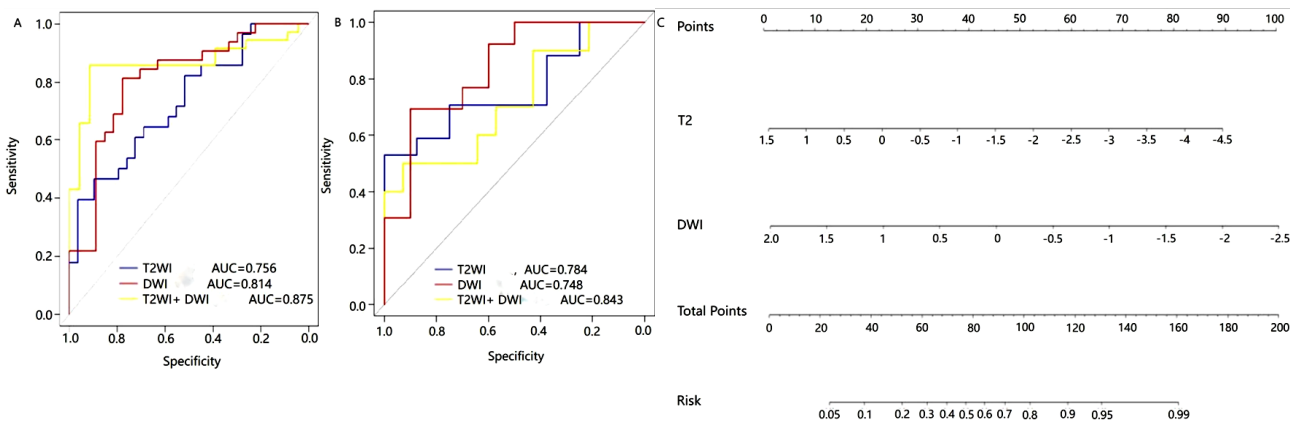 A
1.0
0.8
0.6
0.4
0.2
0.0
Sensitivity
T2WI AUC=0.756
DWI AUC=0.814
T2WI+ DWI AUC=0.875
1.0 0.8 0.6 0.4 0.2 0.0
Specificity
B
1.0
0.8
0.6
0.4
0.2
0.0
Sensitivity
T2WI , AUC=0.784
DWI AUC=0.748
T2WI+ DWI AUC=0.843
1.0 0.8 0.6 0.4 0.2 0.0
Specificity
C
0 10 20 30 40 50 60 70 80 90 100
Points
T2
1.5 1 0.5 0 -0.5 -1 -1.5 -2 -2.5 -3 -3.5 -4 -4.5
DWI
2.0 1.5 1 0.5 0 -0.5 -1 -1.5 -2 -2.5
Total Points
0 20 40 60 80 100 120 140 160 180 200
Risk
0.05 0.1 0.2 0.3 0.4 0.5 0.6 0.7 0.8 0.9 0.95 0.99